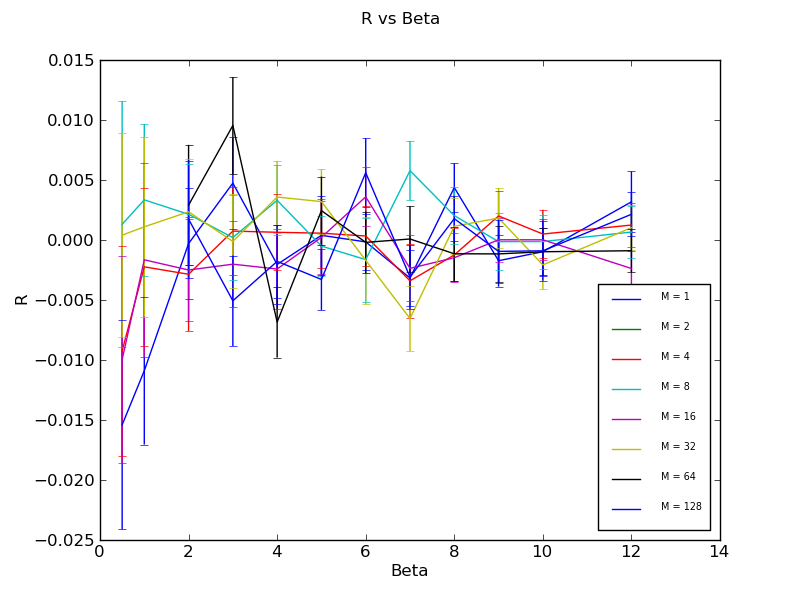 R vs Beta
0.015
0.010
0.005
0.000
−0.005
−0.010
−0.015
−0.020
−0.025
R
M = 1
M = 2
M = 4
M = 8
M = 16
M = 32
M = 64
M = 128
0 2 4 6 8 10 12 14
Beta